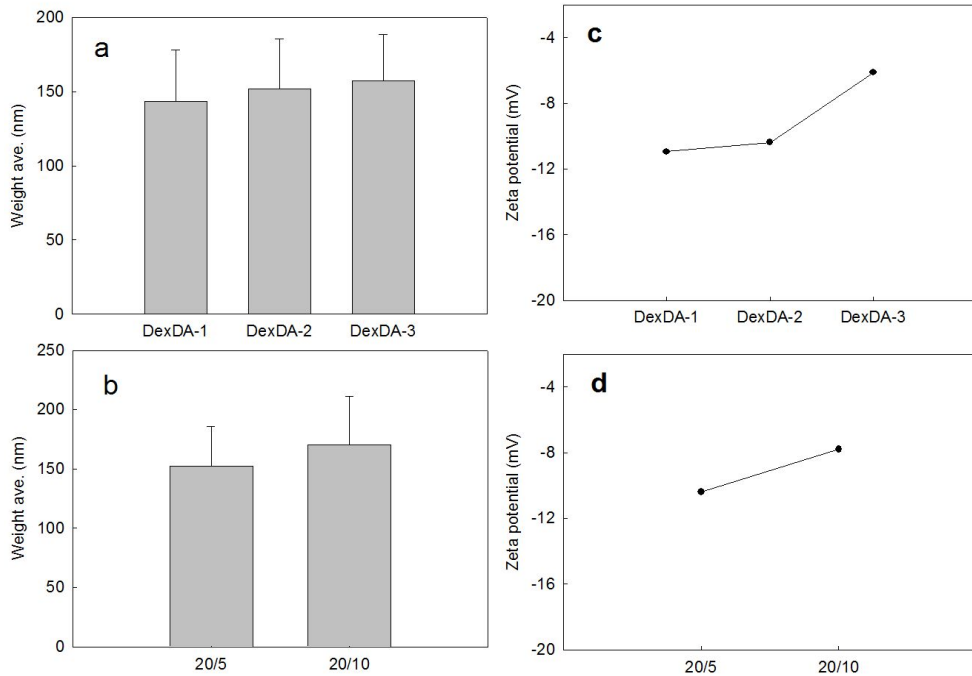 a
Weight ave. (nm)
200
150
100
50
0
DexDA-1 DexDA-2 DexDA-3
c
Zeta potential (mV)
-4
-8
-12
-16
-20
DexDA-1 DexDA-2 DexDA-3
b
Weight ave. (nm)
250
200
150
100
50
0
20/5 20/10
d
Zeta potential (mV)
-4
-8
-12
-16
-20
20/5 20/10